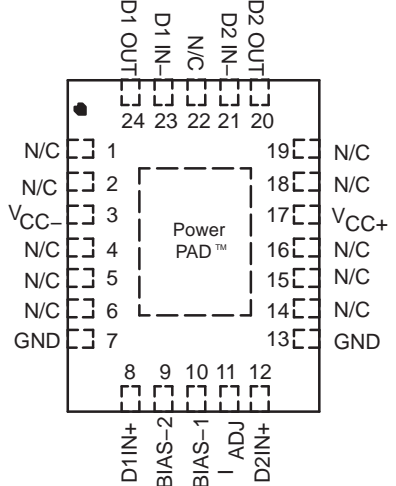 D1 OUT
D1 IN−
N/C
D2 IN−
D2 OUT
24 23 22 21 20
N/C 1
N/C 2
VCC− 3
N/C 4
N/C 5
N/C 6
GND 7
19 N/C
18 N/C
17 VCC+
16 N/C
15 N/C
14 N/C
13 GND
Power
PAD™
8 9 10 11 12
D1IN+
BIAS−2
BIAS−1
I ADJ
D2IN+